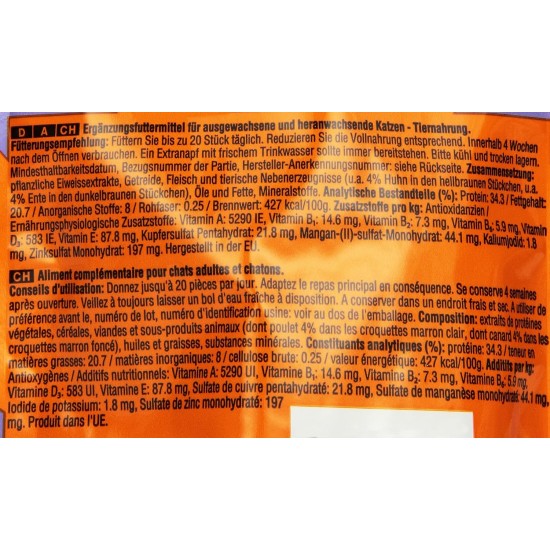 D A CH Ergänzungsfuttermittel für ausgewachsene und heranwachsende Katzen - Tiernahrung.
Fütterungsempfehlung: Füttern Sie bis zu 20 Stück täglich. Reduzieren Sie die Vollnahrung entsprechend. Innerhalb 4 Wochen
nach dem Öffnen verbrauchen. Ein Extranapf mit frischem Trinkwasser sollte immer bereitstehen. Bitte kühl und trocken lagern.
Mindesthaltbarkeitsdatum, Bezugsnummer der Partie, Hersteller-Anerkennungsnummer: siehe Rückseite. Zusammensetzung:
pflanzliche Eiweissextrakte, Getreide, Fleisch und tierische Nebenerzeugnisse (u.a. 4% Huhn in den hellbraunen Stückchen, u.a.
4% Ente in den dunkelbraunen Stückchen), Öle und Fette, Mineralstoffe. Analytische Bestandteile (%): Protein: 34.3 / Fettgehalt:
20.7 / Anorganische Stoffe: 8 / Rohfaser: 0.25 / Brennwert: 427 kcal/100g. Zusatzstoffe pro kg: Antioxidanzien /
Ernährungsphysiologische Zusatzstoffe: Vitamin A: 5290 IE, Vitamin B₁: 14.6 mg, Vitamin B₂: 7.3 mg, Vitamin B₆: 5.9 mg, Vitamin
D₃: 583 IE, Vitamin E: 87.8 mg, Kupfersulfat Pentahydrat: 21.8 mg, Mangan-(II)-sulfat-Monohydrat: 44.1 mg, Kaliumjodid: 1.8
mg, Zinksulfat Monohydrat: 197 mg. Hergestellt in der EU.
CH Aliment complémentaire pour chats adultes et chatons.
Conseils d'utilisation: Donnez jusqu'à 20 pièces par jour. Adaptez le repas principal en conséquence. Se conserve 4 semaines
après ouverture. Veillez à toujours laisser un bol d'eau fraîche à disposition. A conserver dans un endroit frais et sec. A utiliser de
préférence avant le, numéro de lot, numéro d'identification usine: voir au dos de l'emballage. Composition: extraits de protéines
végétales, céréales, viandes et sous-produits animaux (dont poulet 4% dans les croquettes marron clair, dont canard 4% dans les
croquettes marron foncé), huiles et graisses, substances minérales. Constituants analytiques (%): protéine: 34.3 / teneur en
matières grasses: 20.7 / matières inorganiques: 8 / cellulose brute: 0.25 / valeur énergétique: 427 kcal/100g. Additifs par kg:
Antioxygènes / Additifs nutritionnels: Vitamine A: 5290 UI, Vitamine B₁: 14.6 mg, Vitamine B₂: 7.3 mg, Vitamine B₆: 5.9 mg,
Vitamine D₃: 583 UI, Vitamine E: 87.8 mg, Sulfate de cuivre pentahydraté: 21.8 mg, Sulfate de manganèse monohydraté: 44.1 mg,
Iodide de potassium: 1.8 mg, Sulfate de zinc monohydraté: 197
mg. Produit dans l'UE.